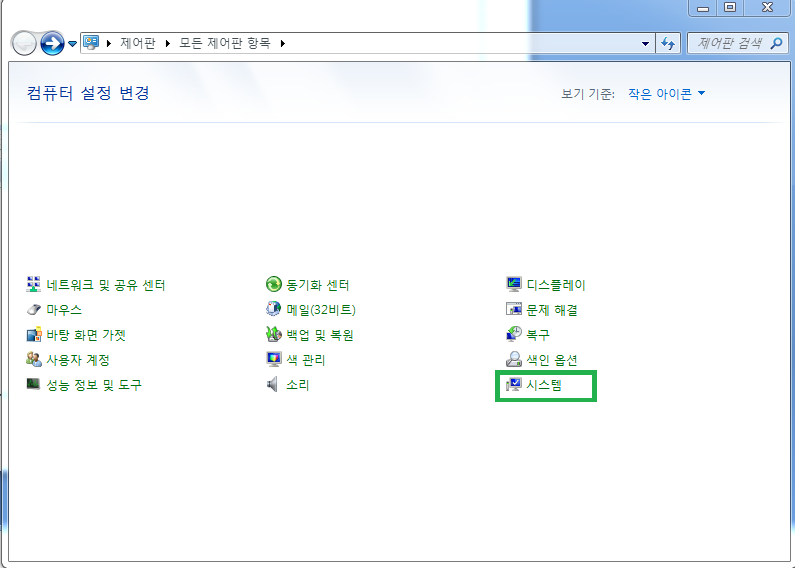 제어판 모든 제어판 항목 제어판 검색
컴퓨터 설정 변경 보기 기준: 작은 아이콘
네트워크 및 공유 센터 동기화 센터 디스플레이
마우스 메일(32비트) 문제 해결
바탕 화면 가젯 백업 및 복원 복구
사용자 계정 색 관리 색인 옵션
성능 정보 및 도구 소리 시스템